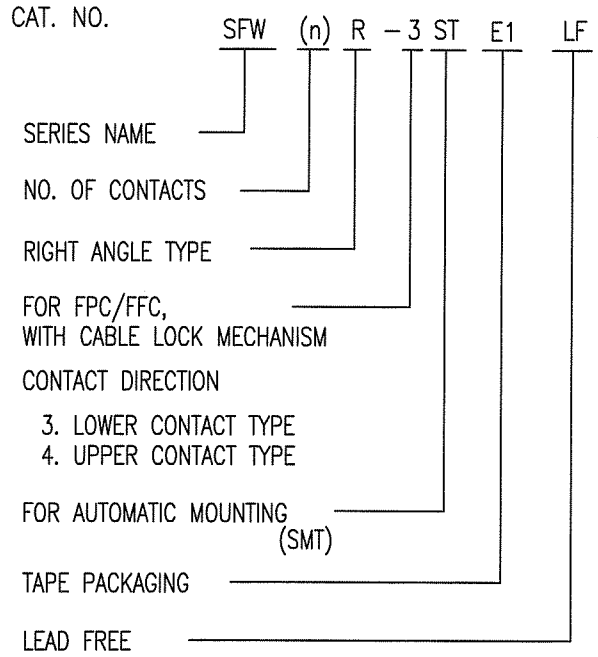 CAT. NO.
SFW (n) R - 3 ST E1 LF
SERIES NAME
NO. OF CONTACTS
RIGHT ANGLE TYPE
FOR FPC/FFC,
WITH CABLE LOCK MECHANISM
CONTACT DIRECTION
3. LOWER CONTACT TYPE
4. UPPER CONTACT TYPE
FOR AUTOMATIC MOUNTING
(SMT)
TAPE PACKAGING
LEAD FREE